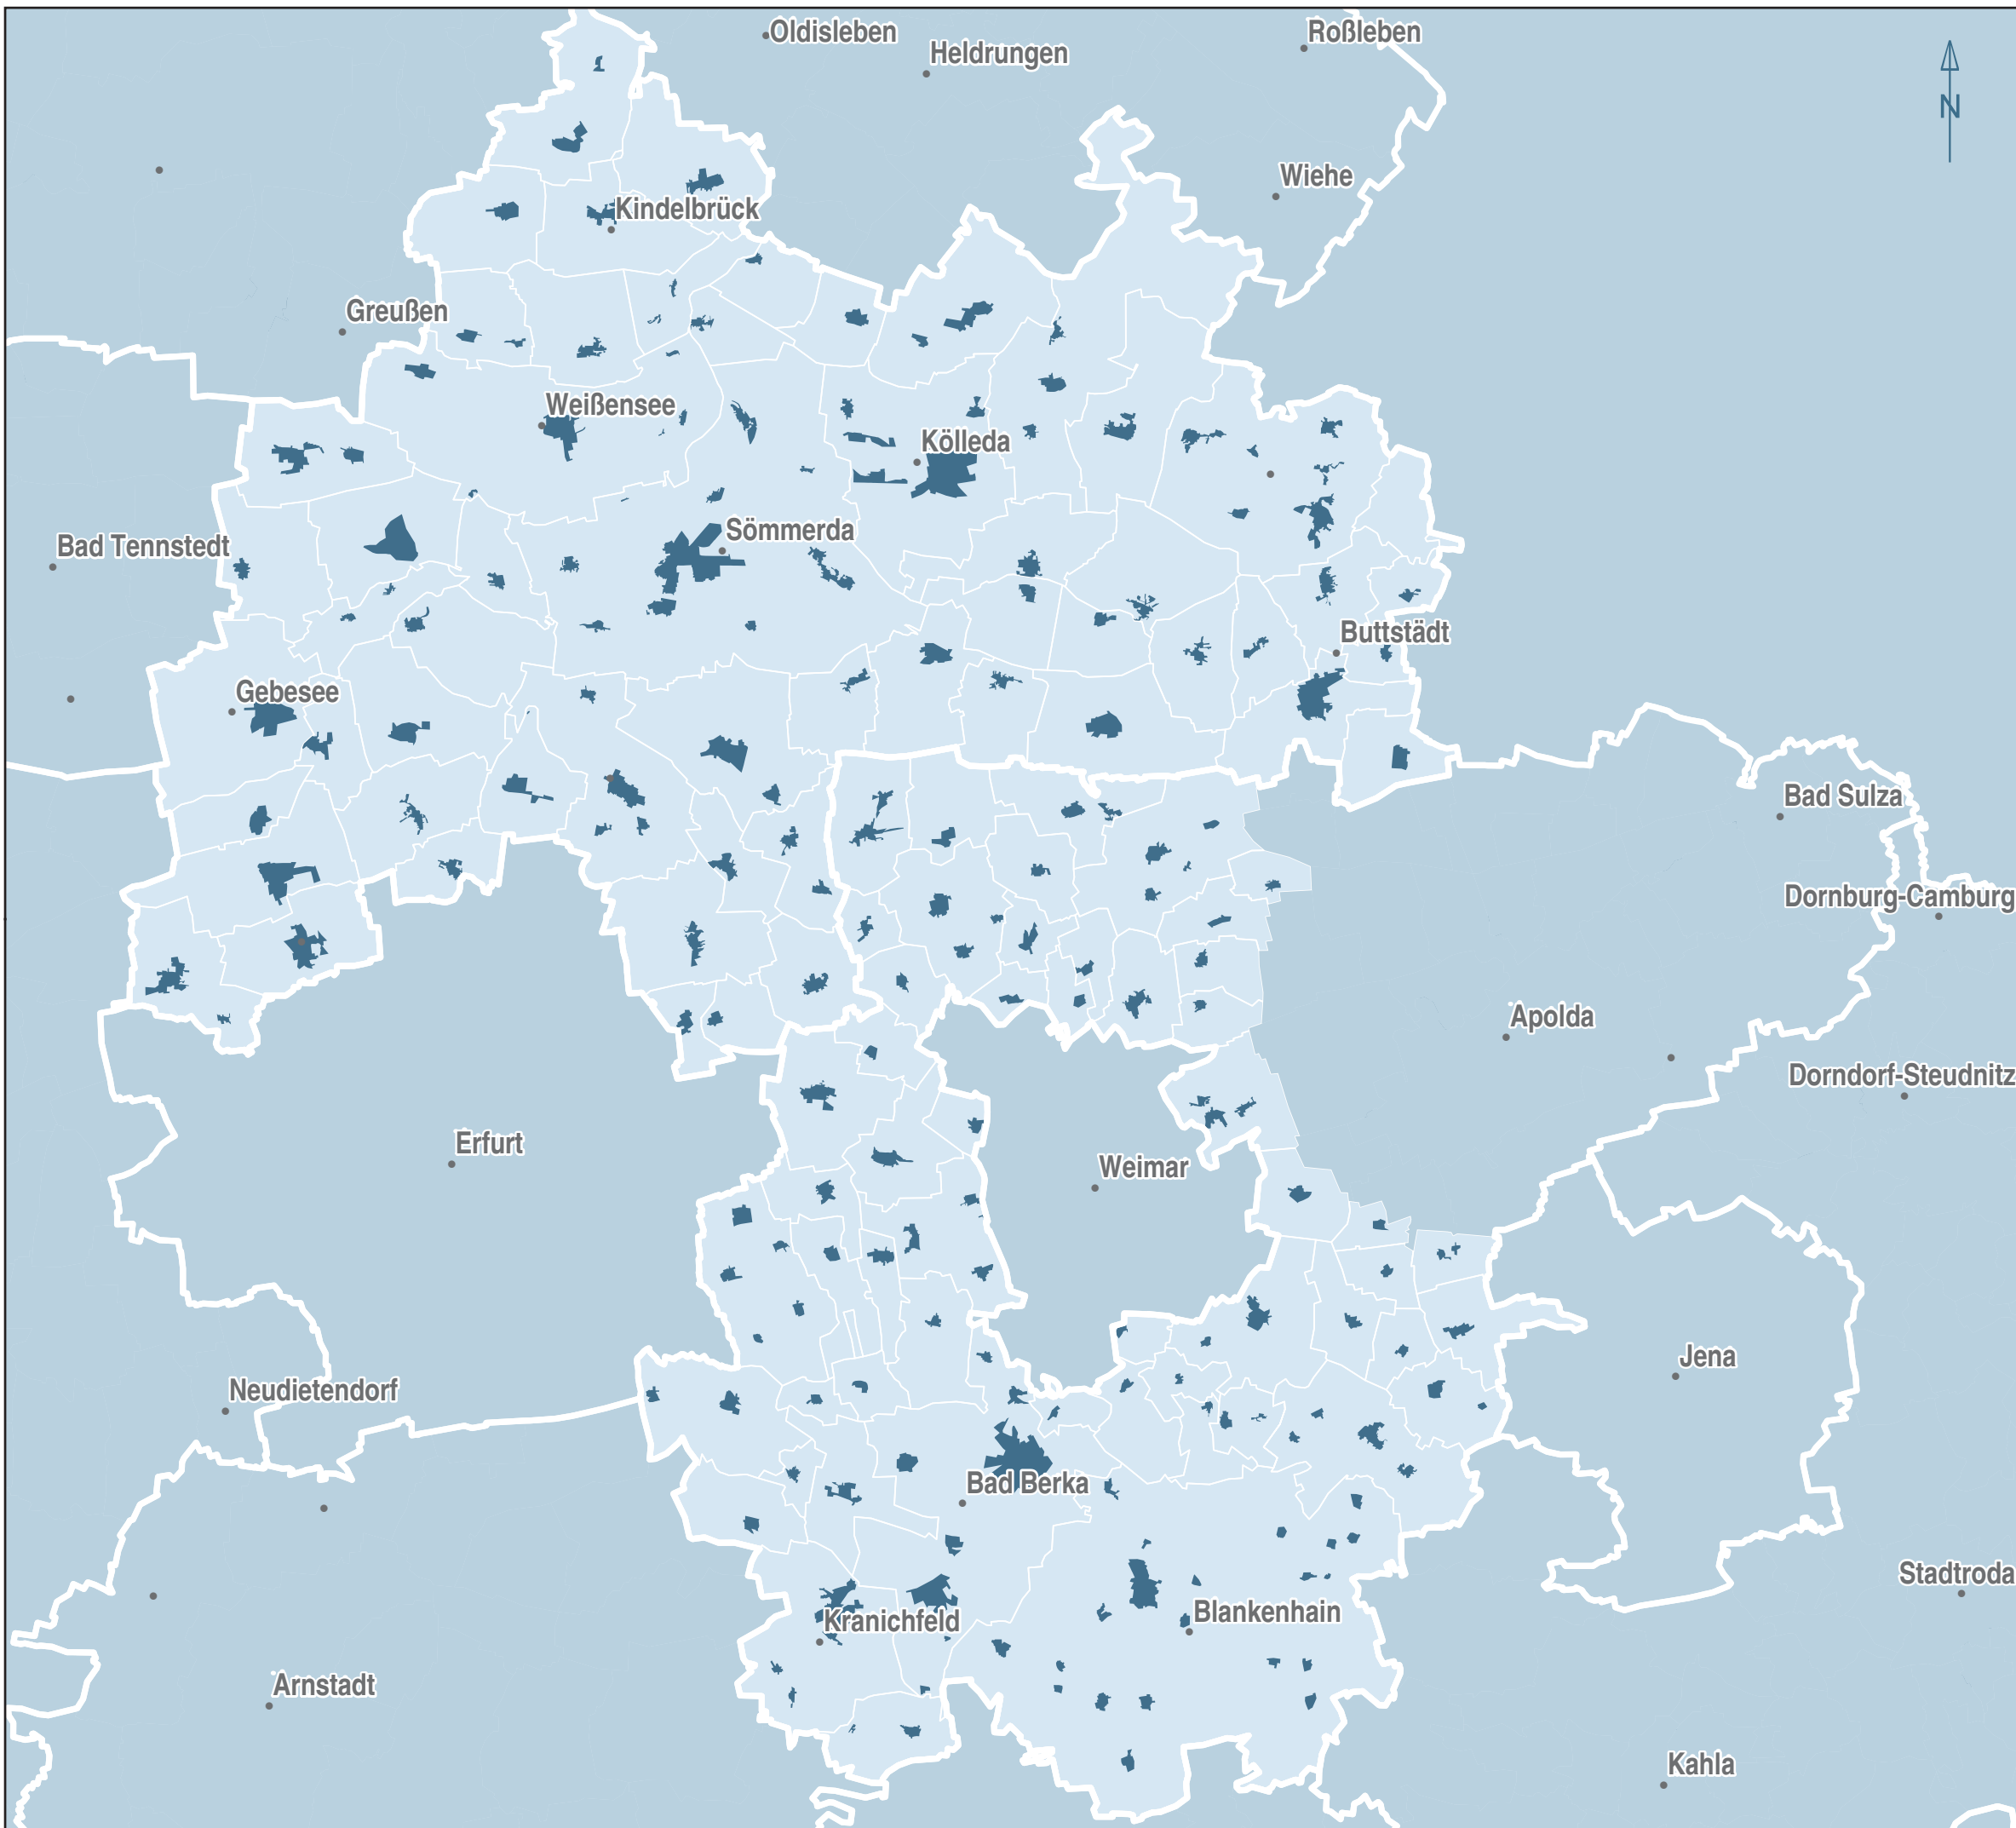 Oldisleben
Roßleben
Heldrungen
N
Wiehe
Kindelbrück
Greußen
Weißensee
Kölleda
Sömmerda
Bad Tennstedt
Buttstädt
Gebesee
Bad Sulza
Dornburg-Camburg
Apolda
Dorndorf-Steudnitz
Erfurt
Weimar
Jena
Neudietendorf
Bad Berka
Stadtroda
Blankenhain
Kranichfeld
Arnstadt
Kahla